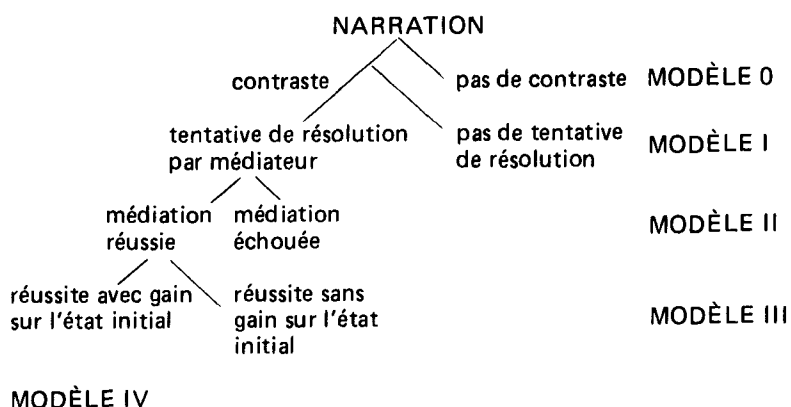 NARRATION
contraste
pas de contraste MODÈLE 0
tentative de résolution
par médiateur
pas de tentative
de résolution
MODÈLE I
médiation
réussie
médiation
échouée
MODÈLE II
réussite avec gain
sur l'état initial
réussite sans
gain sur l'état
initial
MODÈLE III
MODÈLE IV